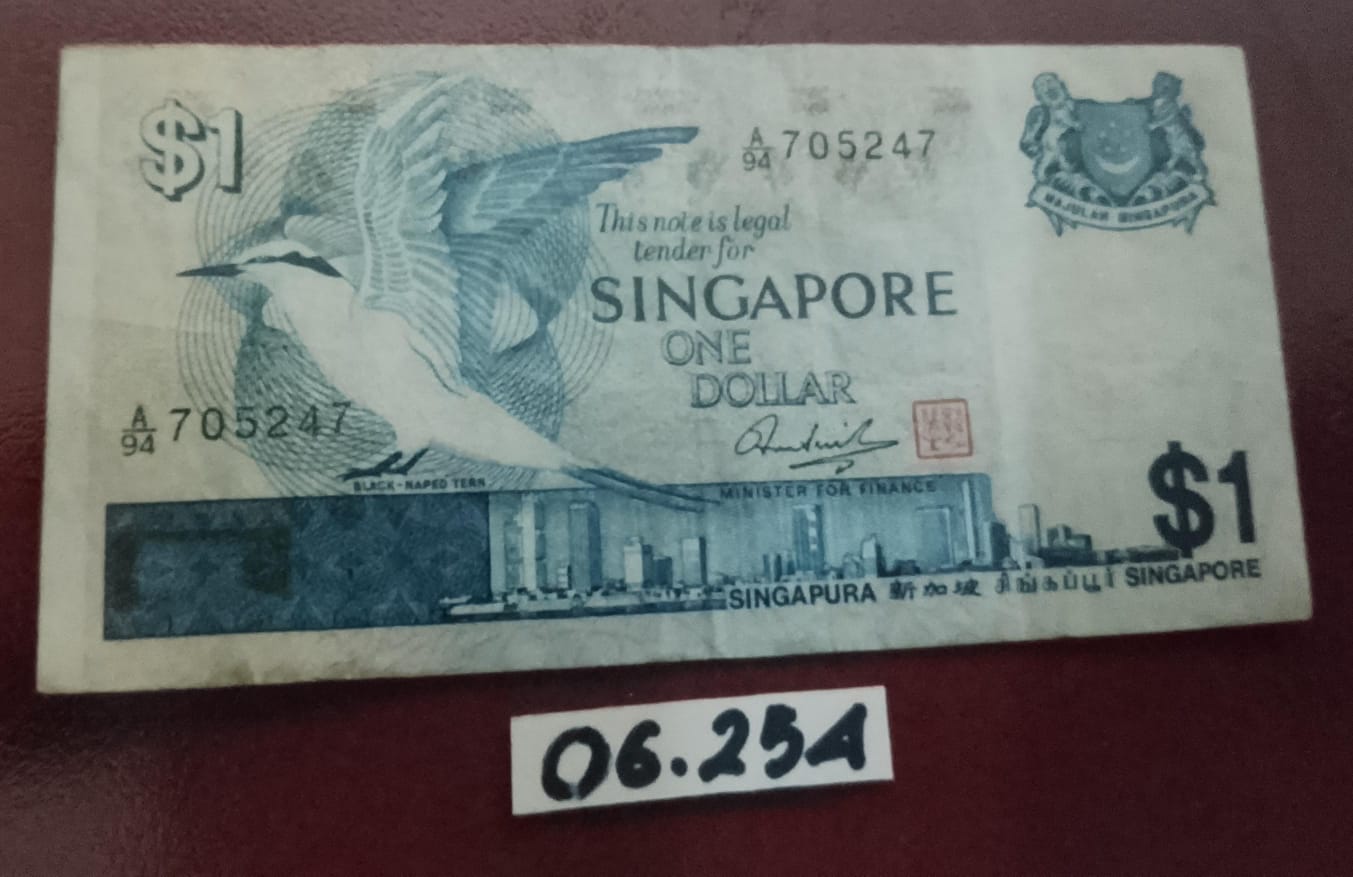 $1
A/94 705247
MAJULAH SINGAPURA
This note is legal
tender for
SINGAPORE
ONE
DOLLAR
A/94 705247
BLACK-NAPED TERN
MINISTER FOR FINANCE
$1
SINGAPURA 新加坡 சிங்கப்பூர் SINGAPORE
06.25A